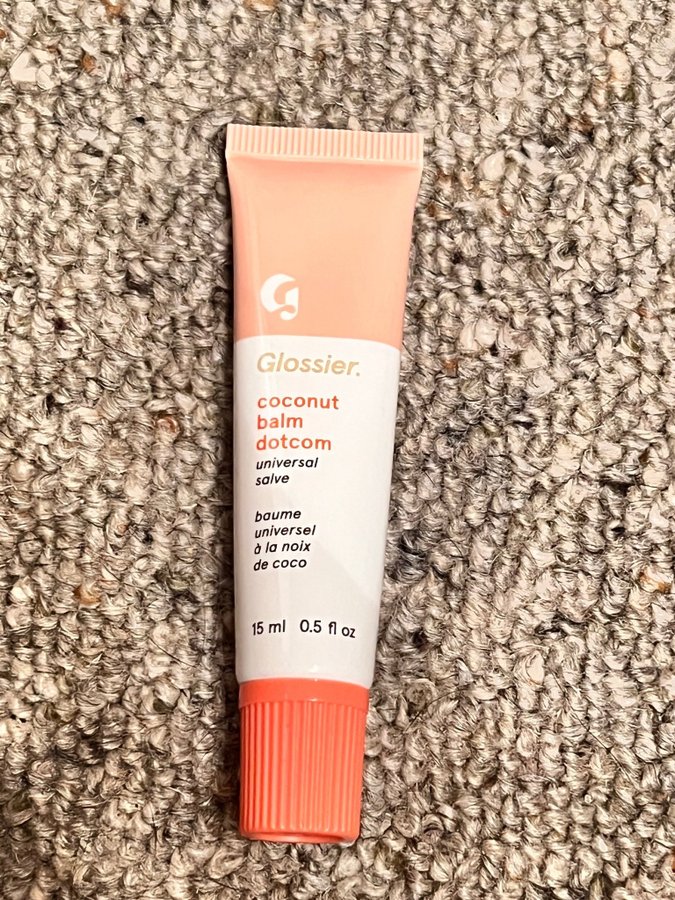 G
Glossier.
coconut
balm
dotcom
universal
salve
baume
universel
à la noix
de coco
15 ml 0.5 fl oz